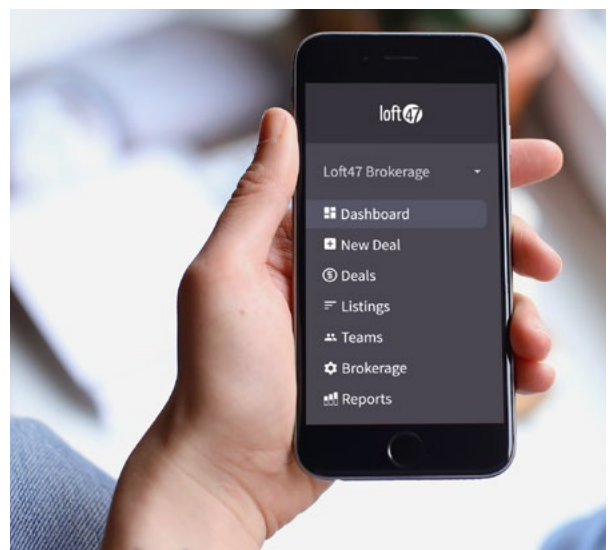 loft47
Loft47 Brokerage
Dashboard
New Deal
Deals
Listings
Teams
Brokerage
Reports